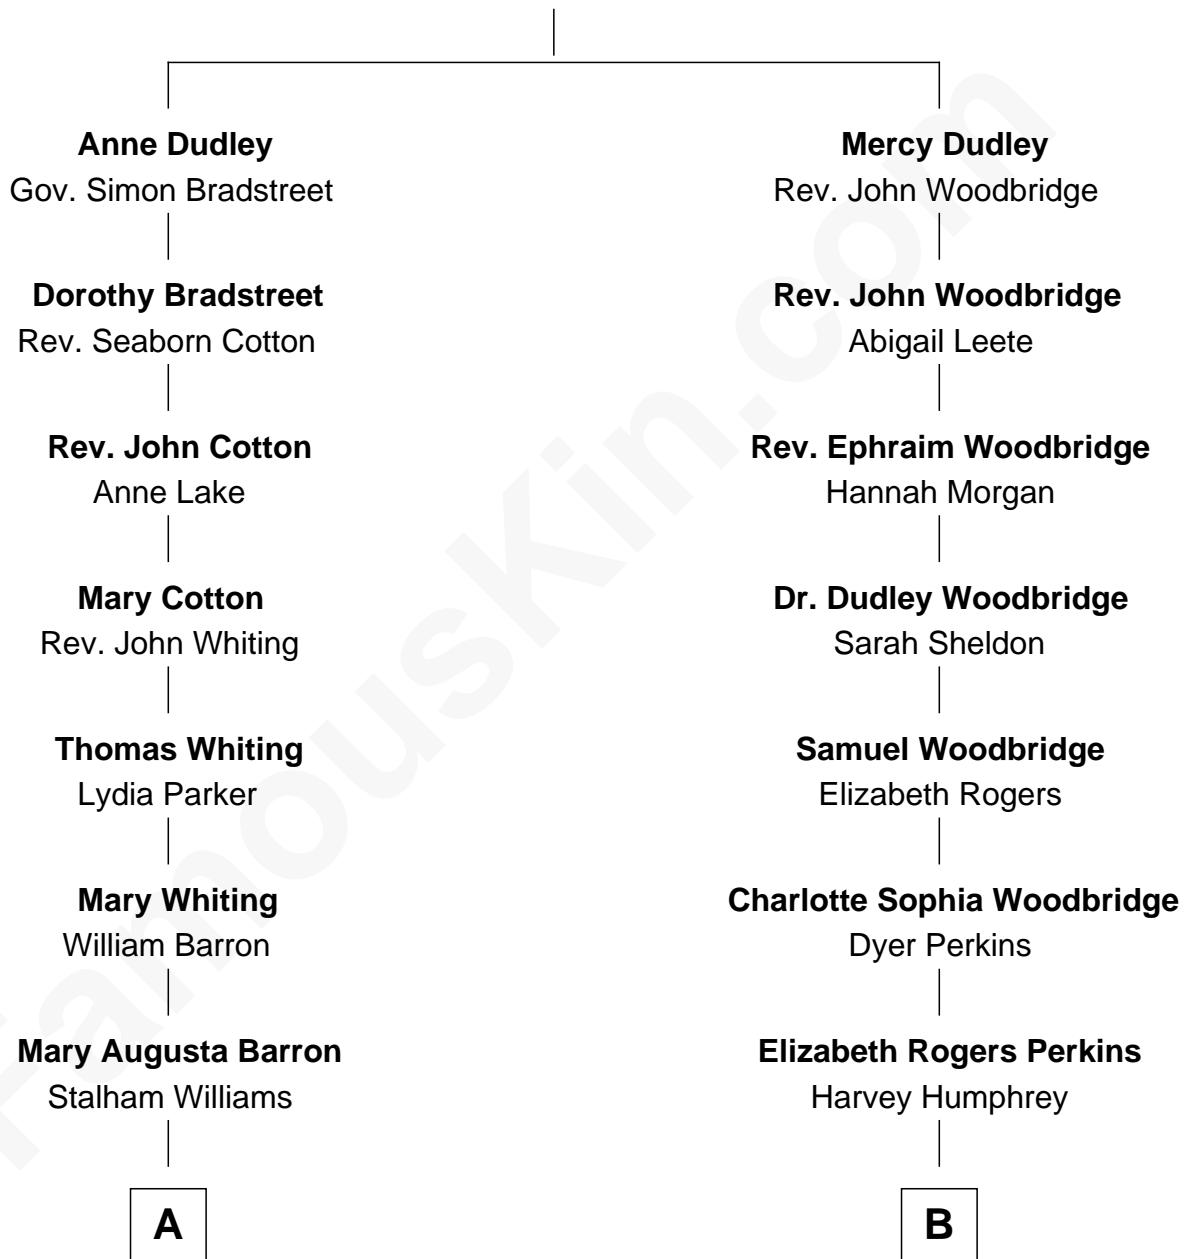 Anne Dudley
Gov. Simon Bradstreet
Dorothy Bradstreet
Rev. Seaborn Cotton
Rev. John Cotton
Anne Lake
Mary Cotton
Rev. John Whiting
Thomas Whiting
Lydia Parker
Mary Whiting
William Barron
Mary Augusta Barron
Stalham Williams
A
Mercy Dudley
Rev. John Woodbridge
Rev. John Woodbridge
Abigail Leete
Rev. Ephraim Woodbridge
Hannah Morgan
Dr. Dudley Woodbridge
Sarah Sheldon
Samuel Woodbridge
Elizabeth Rogers
Charlotte Sophia Woodbridge
Dyer Perkins
Elizabeth Rogers Perkins
Harvey Humphrey
B
FamousKin.com